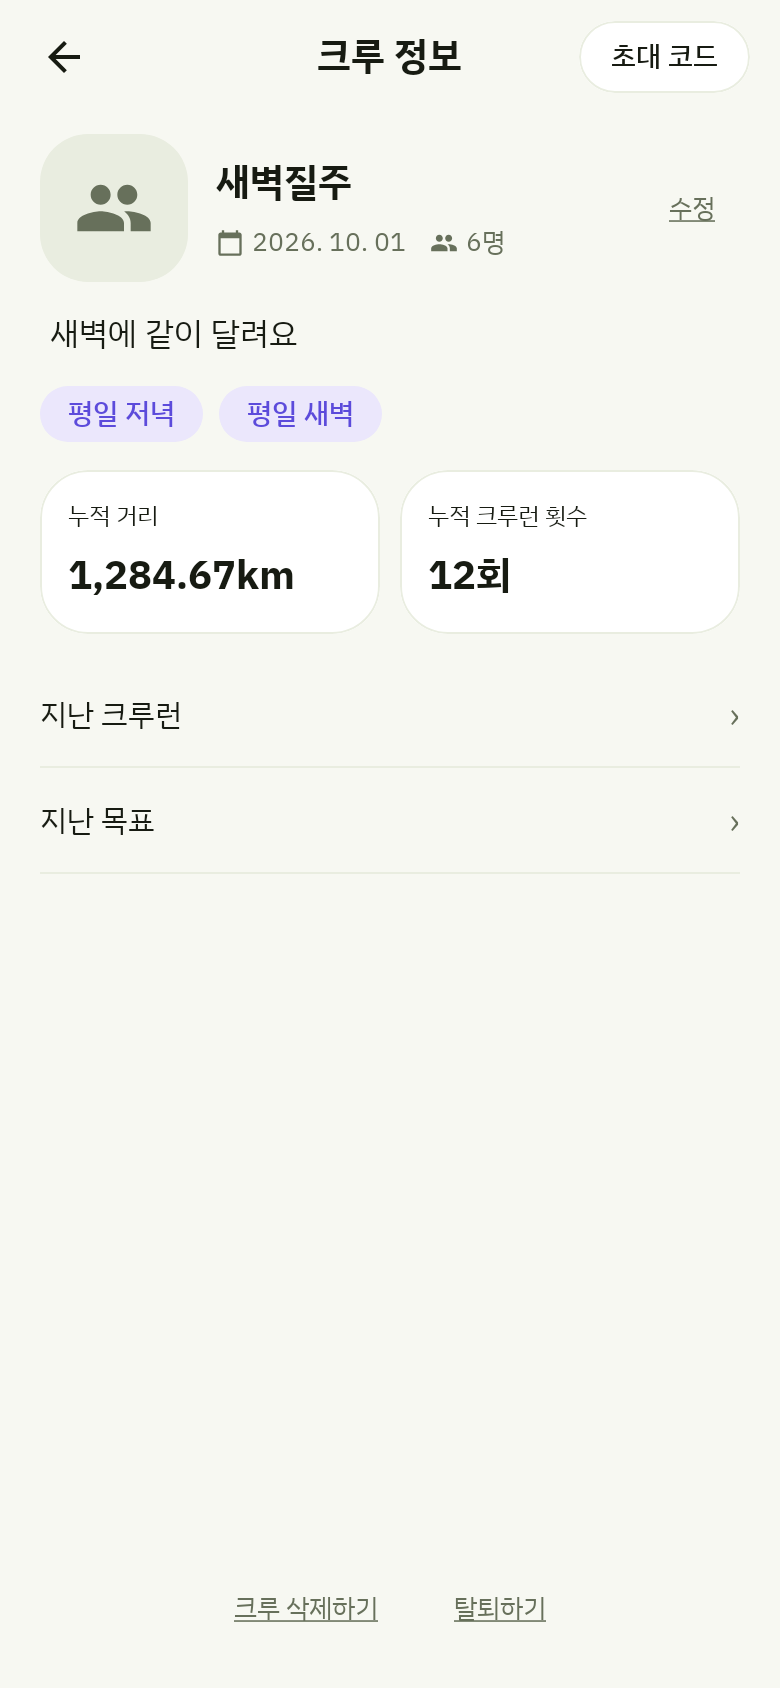 크루 정보
초대 코드
새벽질주
수정
2026. 10. 01 6명
새벽에 같이 달려요
평일 저녁 평일 새벽
누적 거리
1,284.67km
누적 크루런 횟수
12회
지난 크루런
지난 목표
크루 삭제하기 탈퇴하기